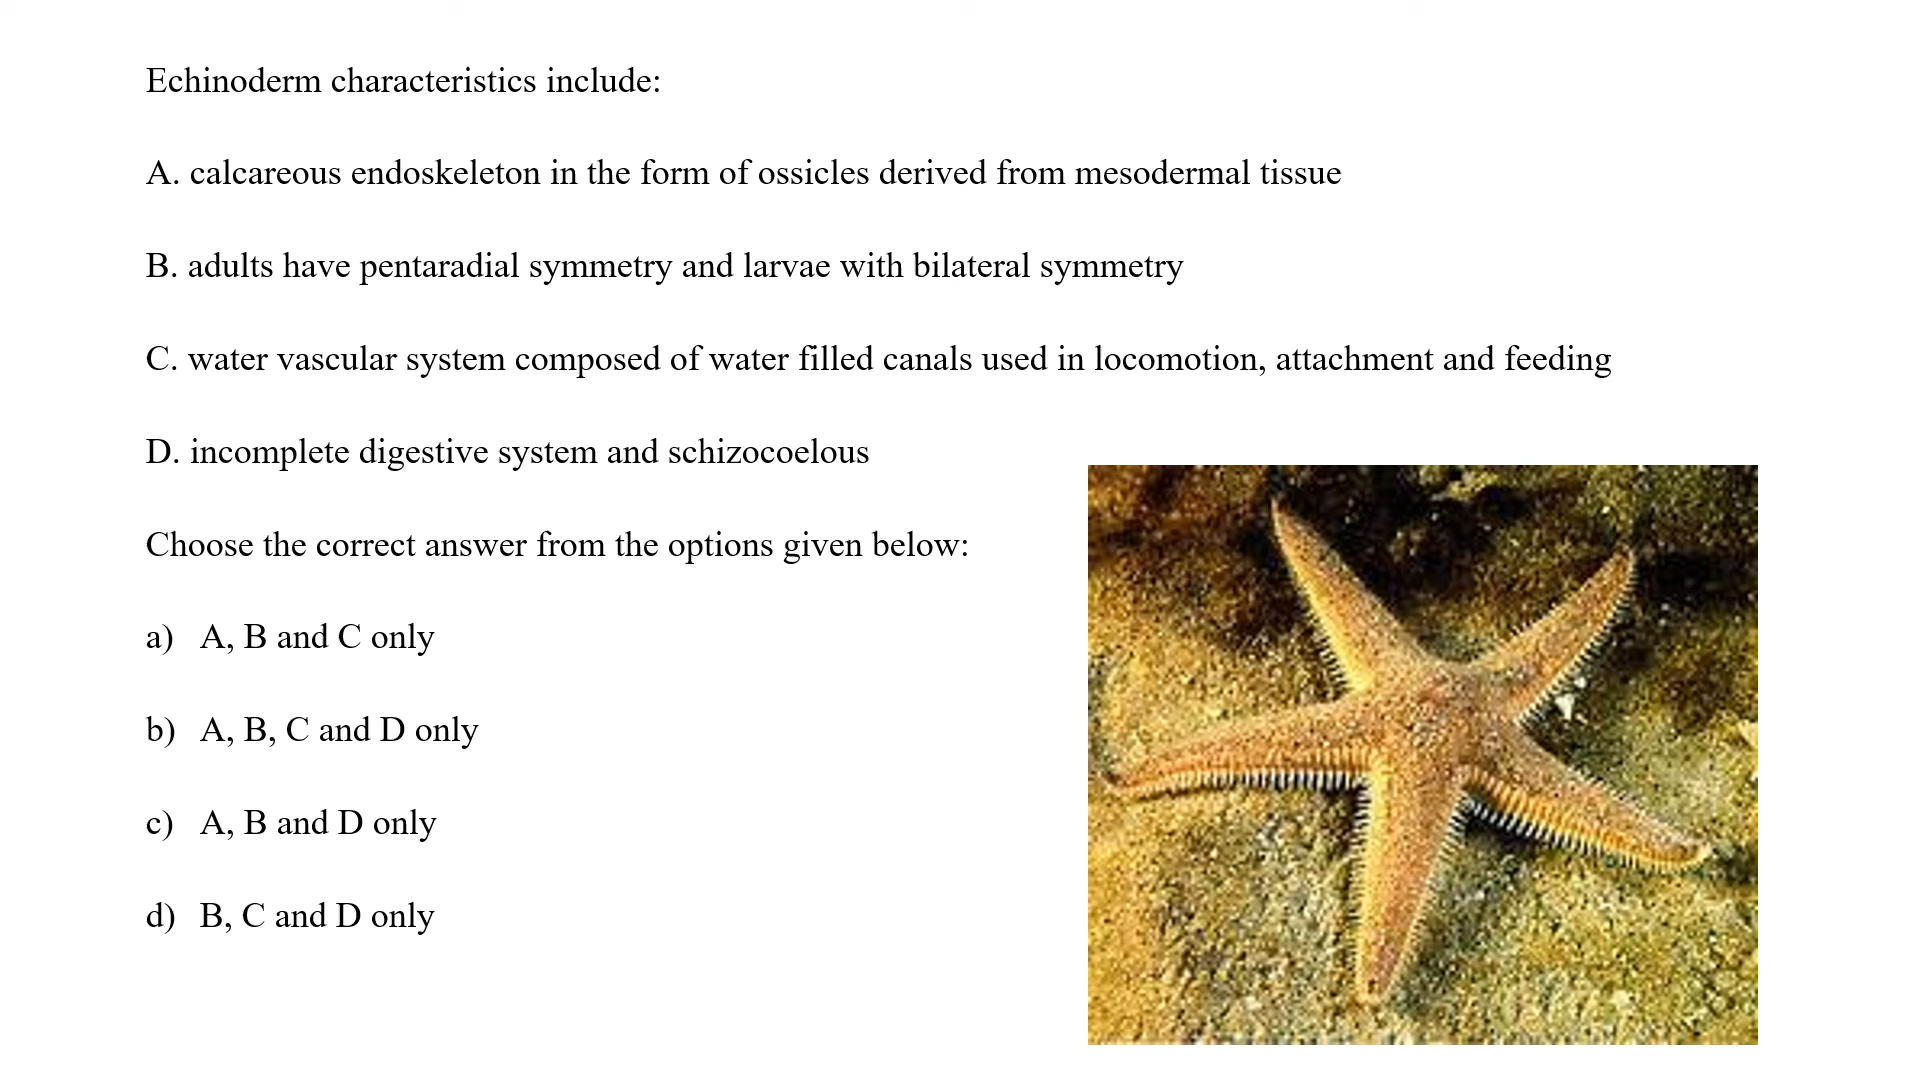 Echinoderm characteristics include:
A. calcareous endoskeleton in the form of ossicles derived from mesodermal tissue
B. adults have pentaradial symmetry and larvae with bilateral symmetry
C. water vascular system composed of water filled canals used in locomotion, attachment and feeding
D. incomplete digestive system and schizocoelous
Choose the correct answer from the options given below:
a) A, B and C only
b) A, B, C and D only
c) A, B and D only
d) B, C and D only